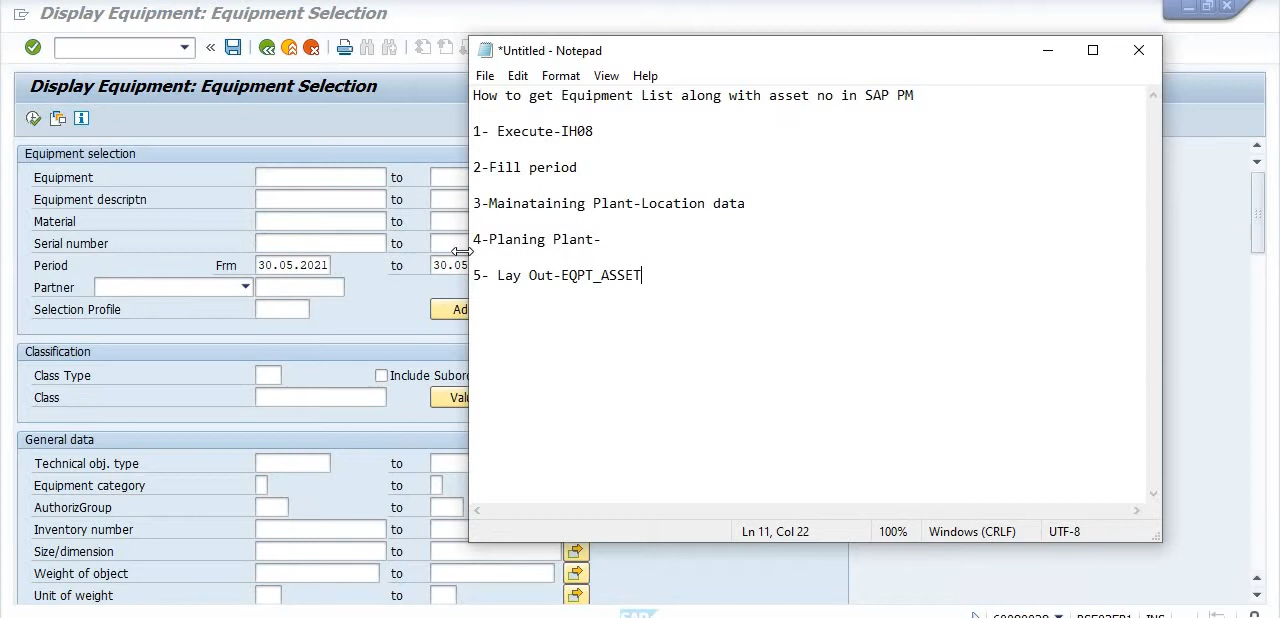 Display Equipment: Equipment Selection
*Untitled - Notepad
File Edit Format View Help
Display Equipment: Equipment Selection
How to get Equipment List along with asset no in SAP PM
1- Execute-IH08
2-Fill period
3-Mainataining Plant-Location data
4-Planing Plant-
5- Lay Out-EQPT_ASSET
Equipment selection
Equipment to
Equipment descriptn to
Material to
Serial number to
Period Frm 30.05.2021 to 30.05
Partner
Selection Profile Ad
Classification
Class Type Include Subord
Class Valu
General data
Technical obj. type to
Equipment category to
AuthorizGroup to
Inventory number to
Size/dimension to
Weight of object to
Unit of weight to
Ln 11, Col 22 100% Windows (CRLF) UTF-8
SAP